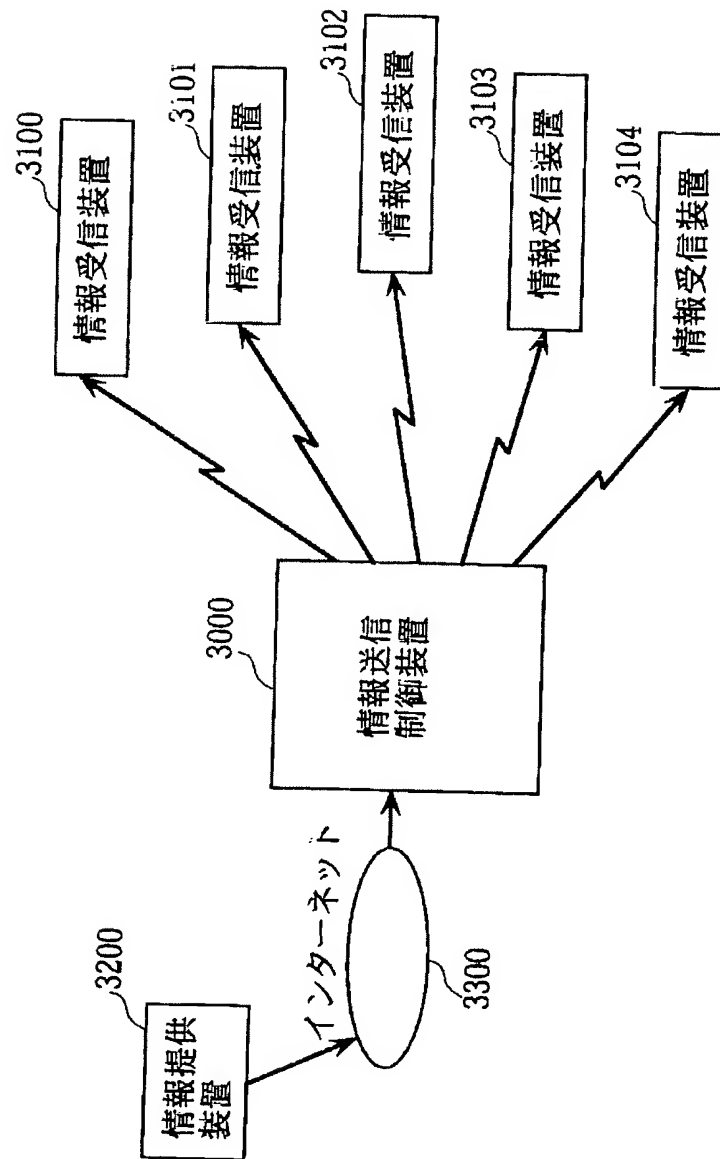 3200
情報提供
装置
インターネット
3300
3000
情報送信
制御装置
3100
情報受信装置
3101
情報受信装置
3102
情報受信装置
3103
情報受信装置
3104
情報受信装置